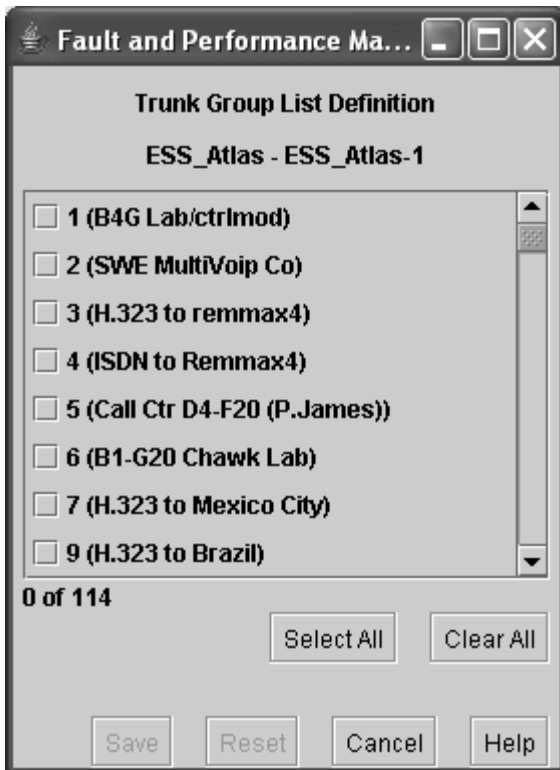 Fault and Performance Ma...
Trunk Group List Definition
ESS_Atlas - ESS_Atlas-1
1 (B4G Lab/ctrlmod)
2 (SWE MultiVoip Co)
3 (H.323 to remmax4)
4 (ISDN to Remmax4)
5 (Call Ctr D4-F20 (P.James))
6 (B1-G20 Chawk Lab)
7 (H.323 to Mexico City)
9 (H.323 to Brazil)
0 of 114
Select All Clear All
Save Reset Cancel Help